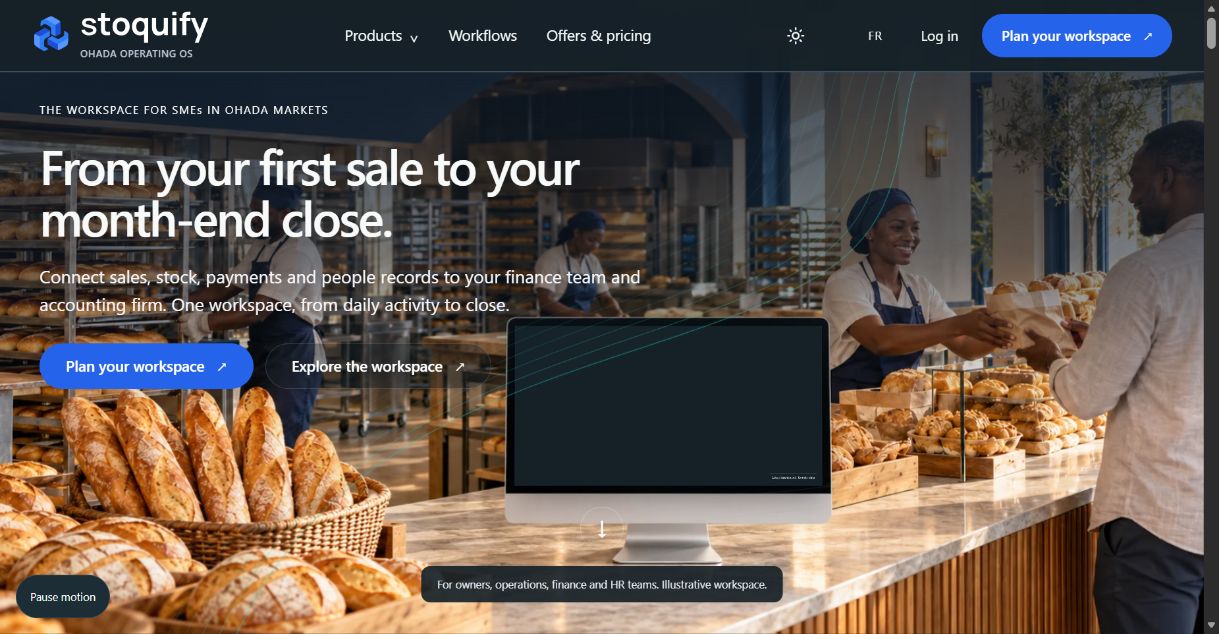 stoquify
OHADA OPERATING OS
Products
Workflows
Offers & pricing
FR
Log in
Plan your workspace ↗
THE WORKSPACE FOR SMEs IN OHADA MARKETS
From your first sale to your
month-end close.
Connect sales, stock, payments and people records to your finance team and
accounting firm. One workspace, from daily activity to close.
Plan your workspace ↗
Explore the workspace ↗
For owners, operations, finance and HR teams. Illustrative workspace.
Pause motion